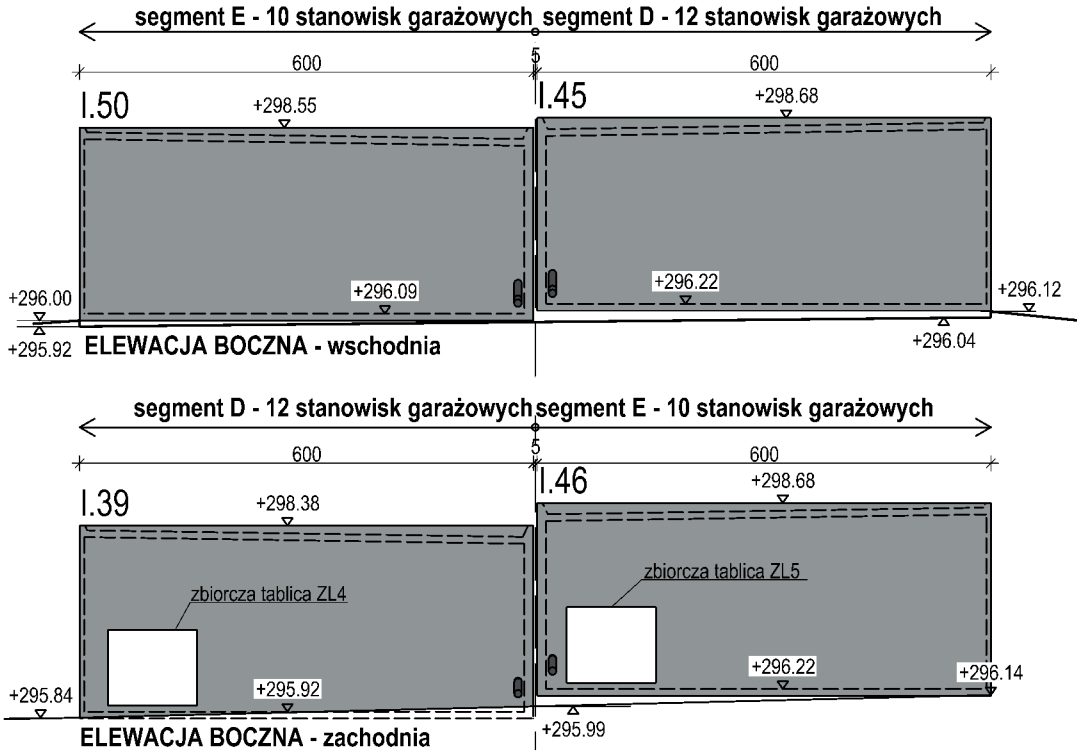 segment E - 10 stanowisk garażowych segment D - 12 stanowisk garażowych
600 5 600
I.50 +298.55 I.45 +298.68
+296.09 +296.22
+296.00 +296.12
+295.92 ELEWACJA BOCZNA - wschodnia +296.04
segment D - 12 stanowisk garażowych segment E - 10 stanowisk garażowych
600 5 600
I.39 +298.38 I.46 +298.68
zbiorcza tablica ZL4 zbiorcza tablica ZL5
+295.84 +295.92 +296.22 +296.14
ELEWACJA BOCZNA - zachodnia +295.99